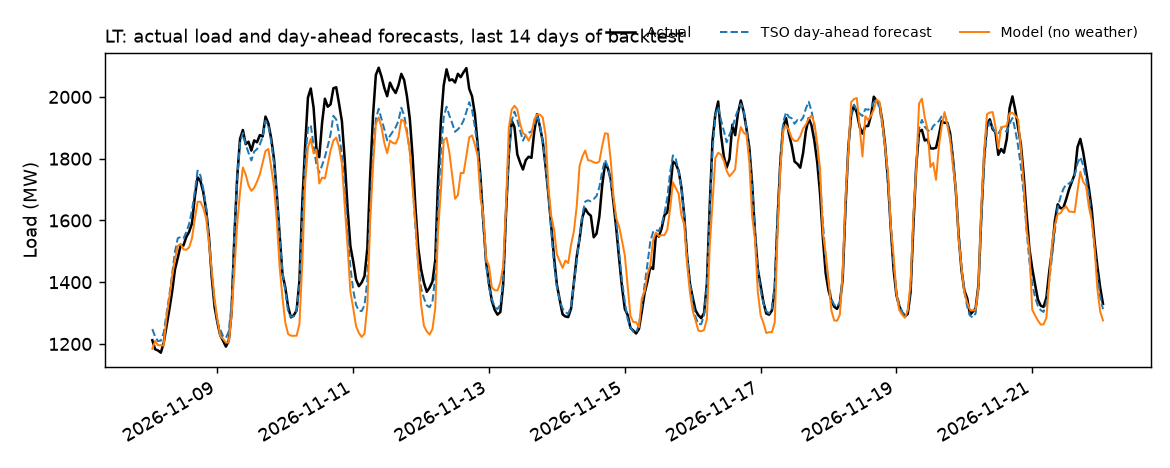 LT: actual load and day-ahead forecasts, last 14 days of backtest
Actual
TSO day-ahead forecast
Model (no weather)
Load (MW)
2000
1800
1600
1400
1200
2026-11-09
2026-11-11
2026-11-13
2026-11-15
2026-11-17
2026-11-19
2026-11-21